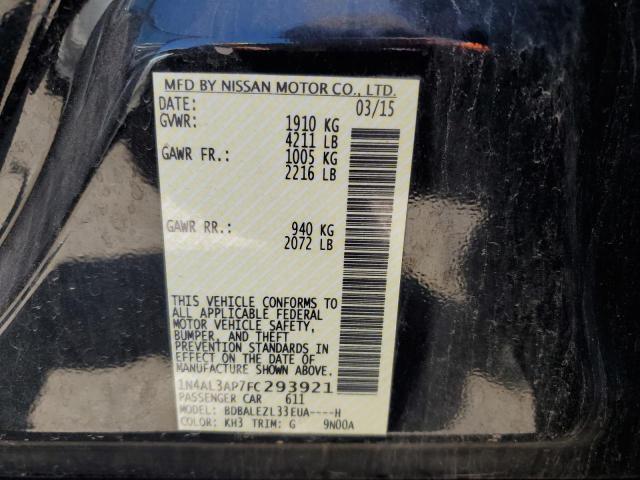 MFD BY NISSAN MOTOR CO., LTD.
DATE: 03/15
GVWR: 1910 KG
4211 LB
GAWR FR.: 1005 KG
2216 LB
GAWR RR.: 940 KG
2072 LB
THIS VEHICLE CONFORMS TO
ALL APPLICABLE FEDERAL
MOTOR VEHICLE SAFETY,
BUMPER, AND THEFT
PREVENTION STANDARDS IN
EFFECT ON THE DATE OF
MANUFACTURE SHOWN ABOVE.
1N4AL3AP7FC293921
PASSENGER CAR 611
MODEL: BDBALEZL33EUA----H
COLOR: KH3 TRIM: G 9N00A